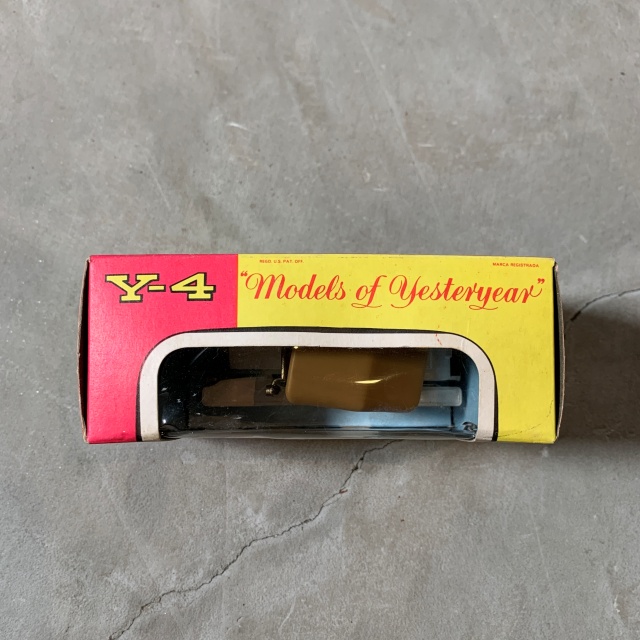 REGD. U.S. PAT. OFF.
MARCA REGISTRADA
Y-4
"Models of Yesteryear"